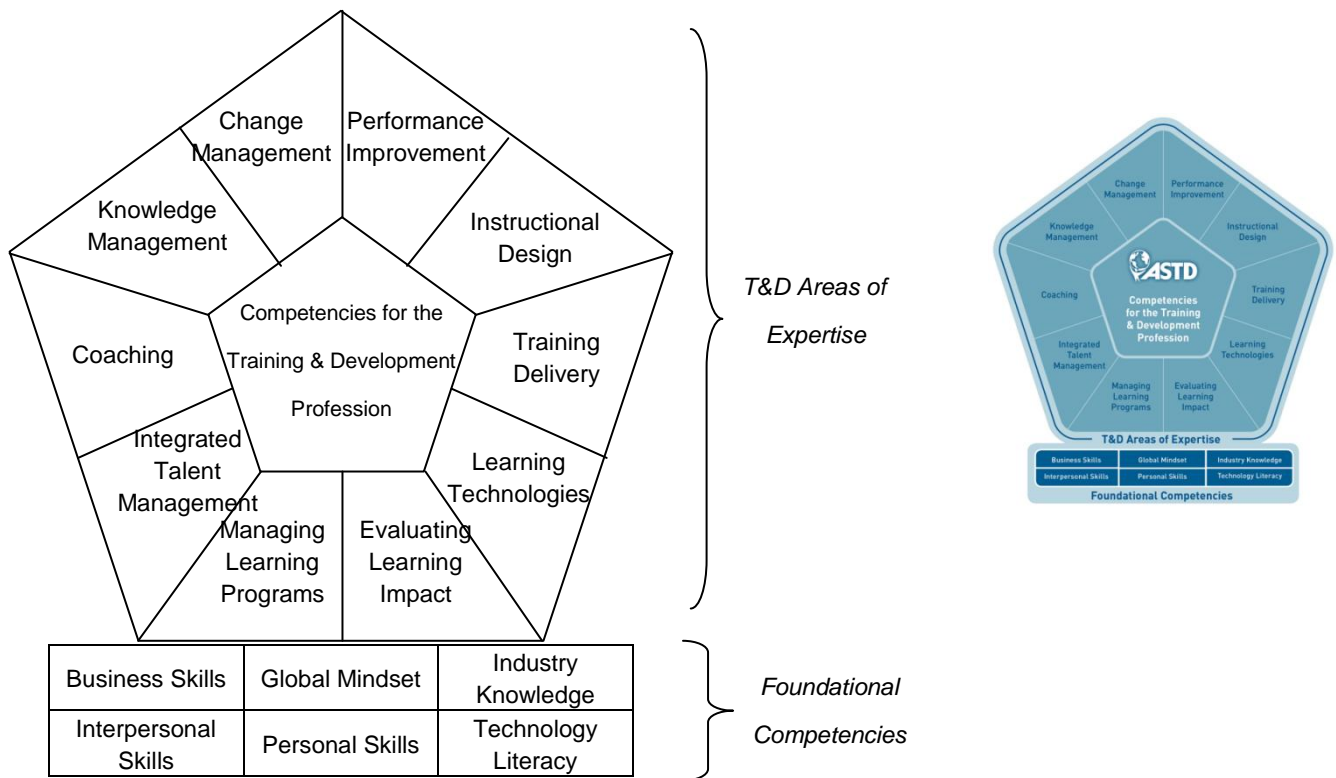 Change
Management
Performance
Improvement
Knowledge
Management
Instructional
Design
Coaching
Competencies for the
Training & Development
Profession
Training
Delivery
Integrated
Talent
Management
Learning
Technologies
Managing
Learning
Programs
Evaluating
Learning
Impact
T&D Areas of
Expertise
Business Skills
Global Mindset
Industry
Knowledge
Interpersonal
Skills
Personal Skills
Technology
Literacy
Foundational
Competencies
Change
Management
Performance
Improvement
Knowledge
Management
Instructional
Design
ASTD
Competencies
for the Training
& Development
Profession
Coaching
Training
Delivery
Integrated
Talent
Management
Learning
Technologies
Managing
Learning
Programs
Evaluating
Learning
Impact
T&D Areas of Expertise
Business Skills
Global Mindset
Industry Knowledge
Interpersonal Skills
Personal Skills
Technology Literacy
Foundational Competencies